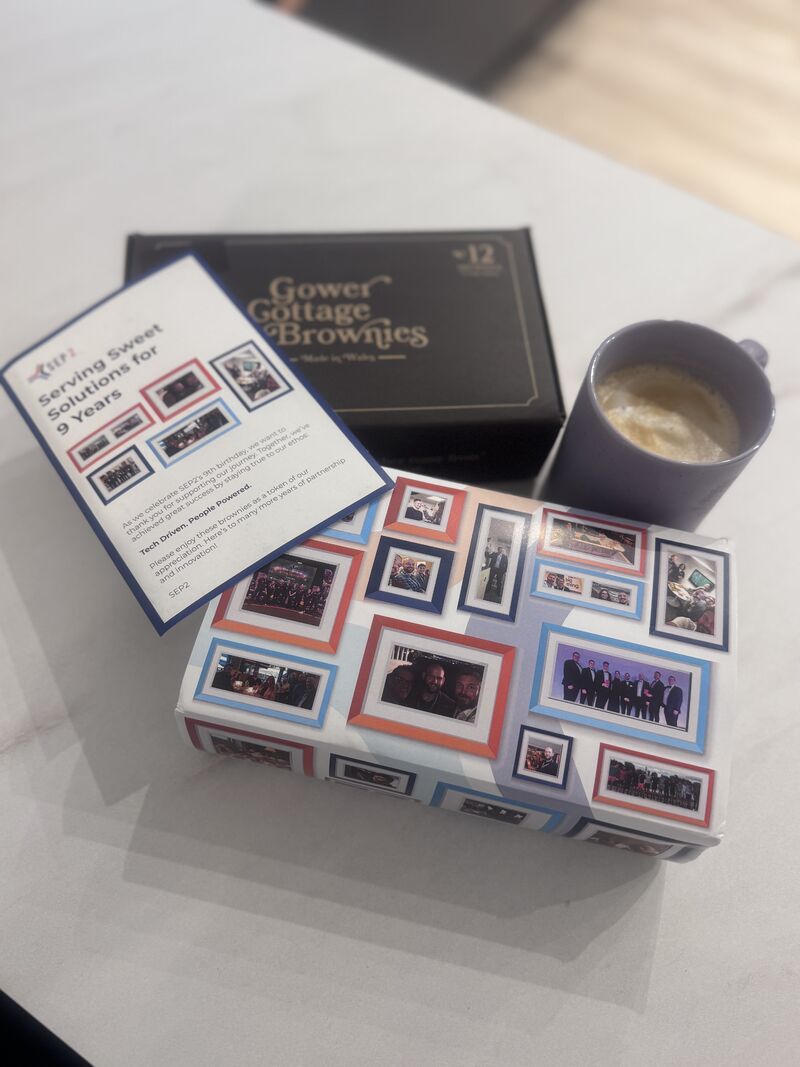 SEP2
Serving Sweet
Solutions for
9 Years
As we celebrate SEP2's 9th birthday, we want to
thank you for supporting our journey. Together, we've
achieved great success by staying true to our ethos:
Tech Driven. People Powered.
Please enjoy these brownies as a token of our
appreciation. Here's to many more years of partnership
and innovation!
SEP2
Gower
Cottage
Brownies
Made in Wales
12